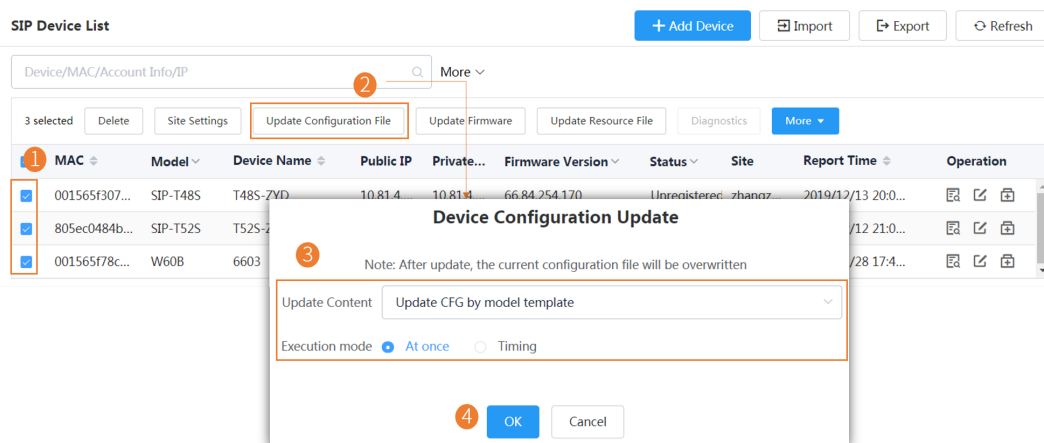 SIP Device List
+ Add Device
Import
Export
Refresh
Device/MAC/Account Info/IP
More
2
3 selected
Delete
Site Settings
Update Configuration File
Update Firmware
Update Resource File
Diagnostics
More
1
MAC
Model
Device Name
Public IP
Private...
Firmware Version
Status
Site
Report Time
Operation
001565f307... SIP-T48S T48S-ZYD 10.81.4.... 10.81.4... 66.84.254.170 Unregistered zhangz... 2019/12/13 20:0...
805ec0484b... SIP-T52S T52S-Z /12 21:0...
001565f78c... W60B 6603 /28 17:4...
Device Configuration Update
3
Note: After update, the current configuration file will be overwritten
Update Content Update CFG by model template
Execution mode At once Timing
4
OK
Cancel